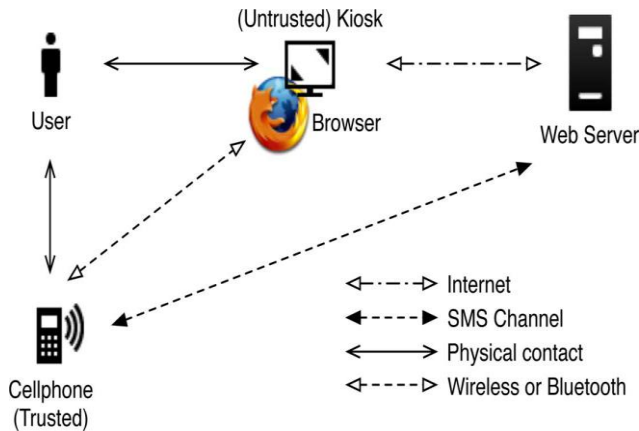 (Untrusted) Kiosk
User
Browser
Web Server
Internet
SMS Channel
Physical contact
Wireless or Bluetooth
Cellphone
(Trusted)